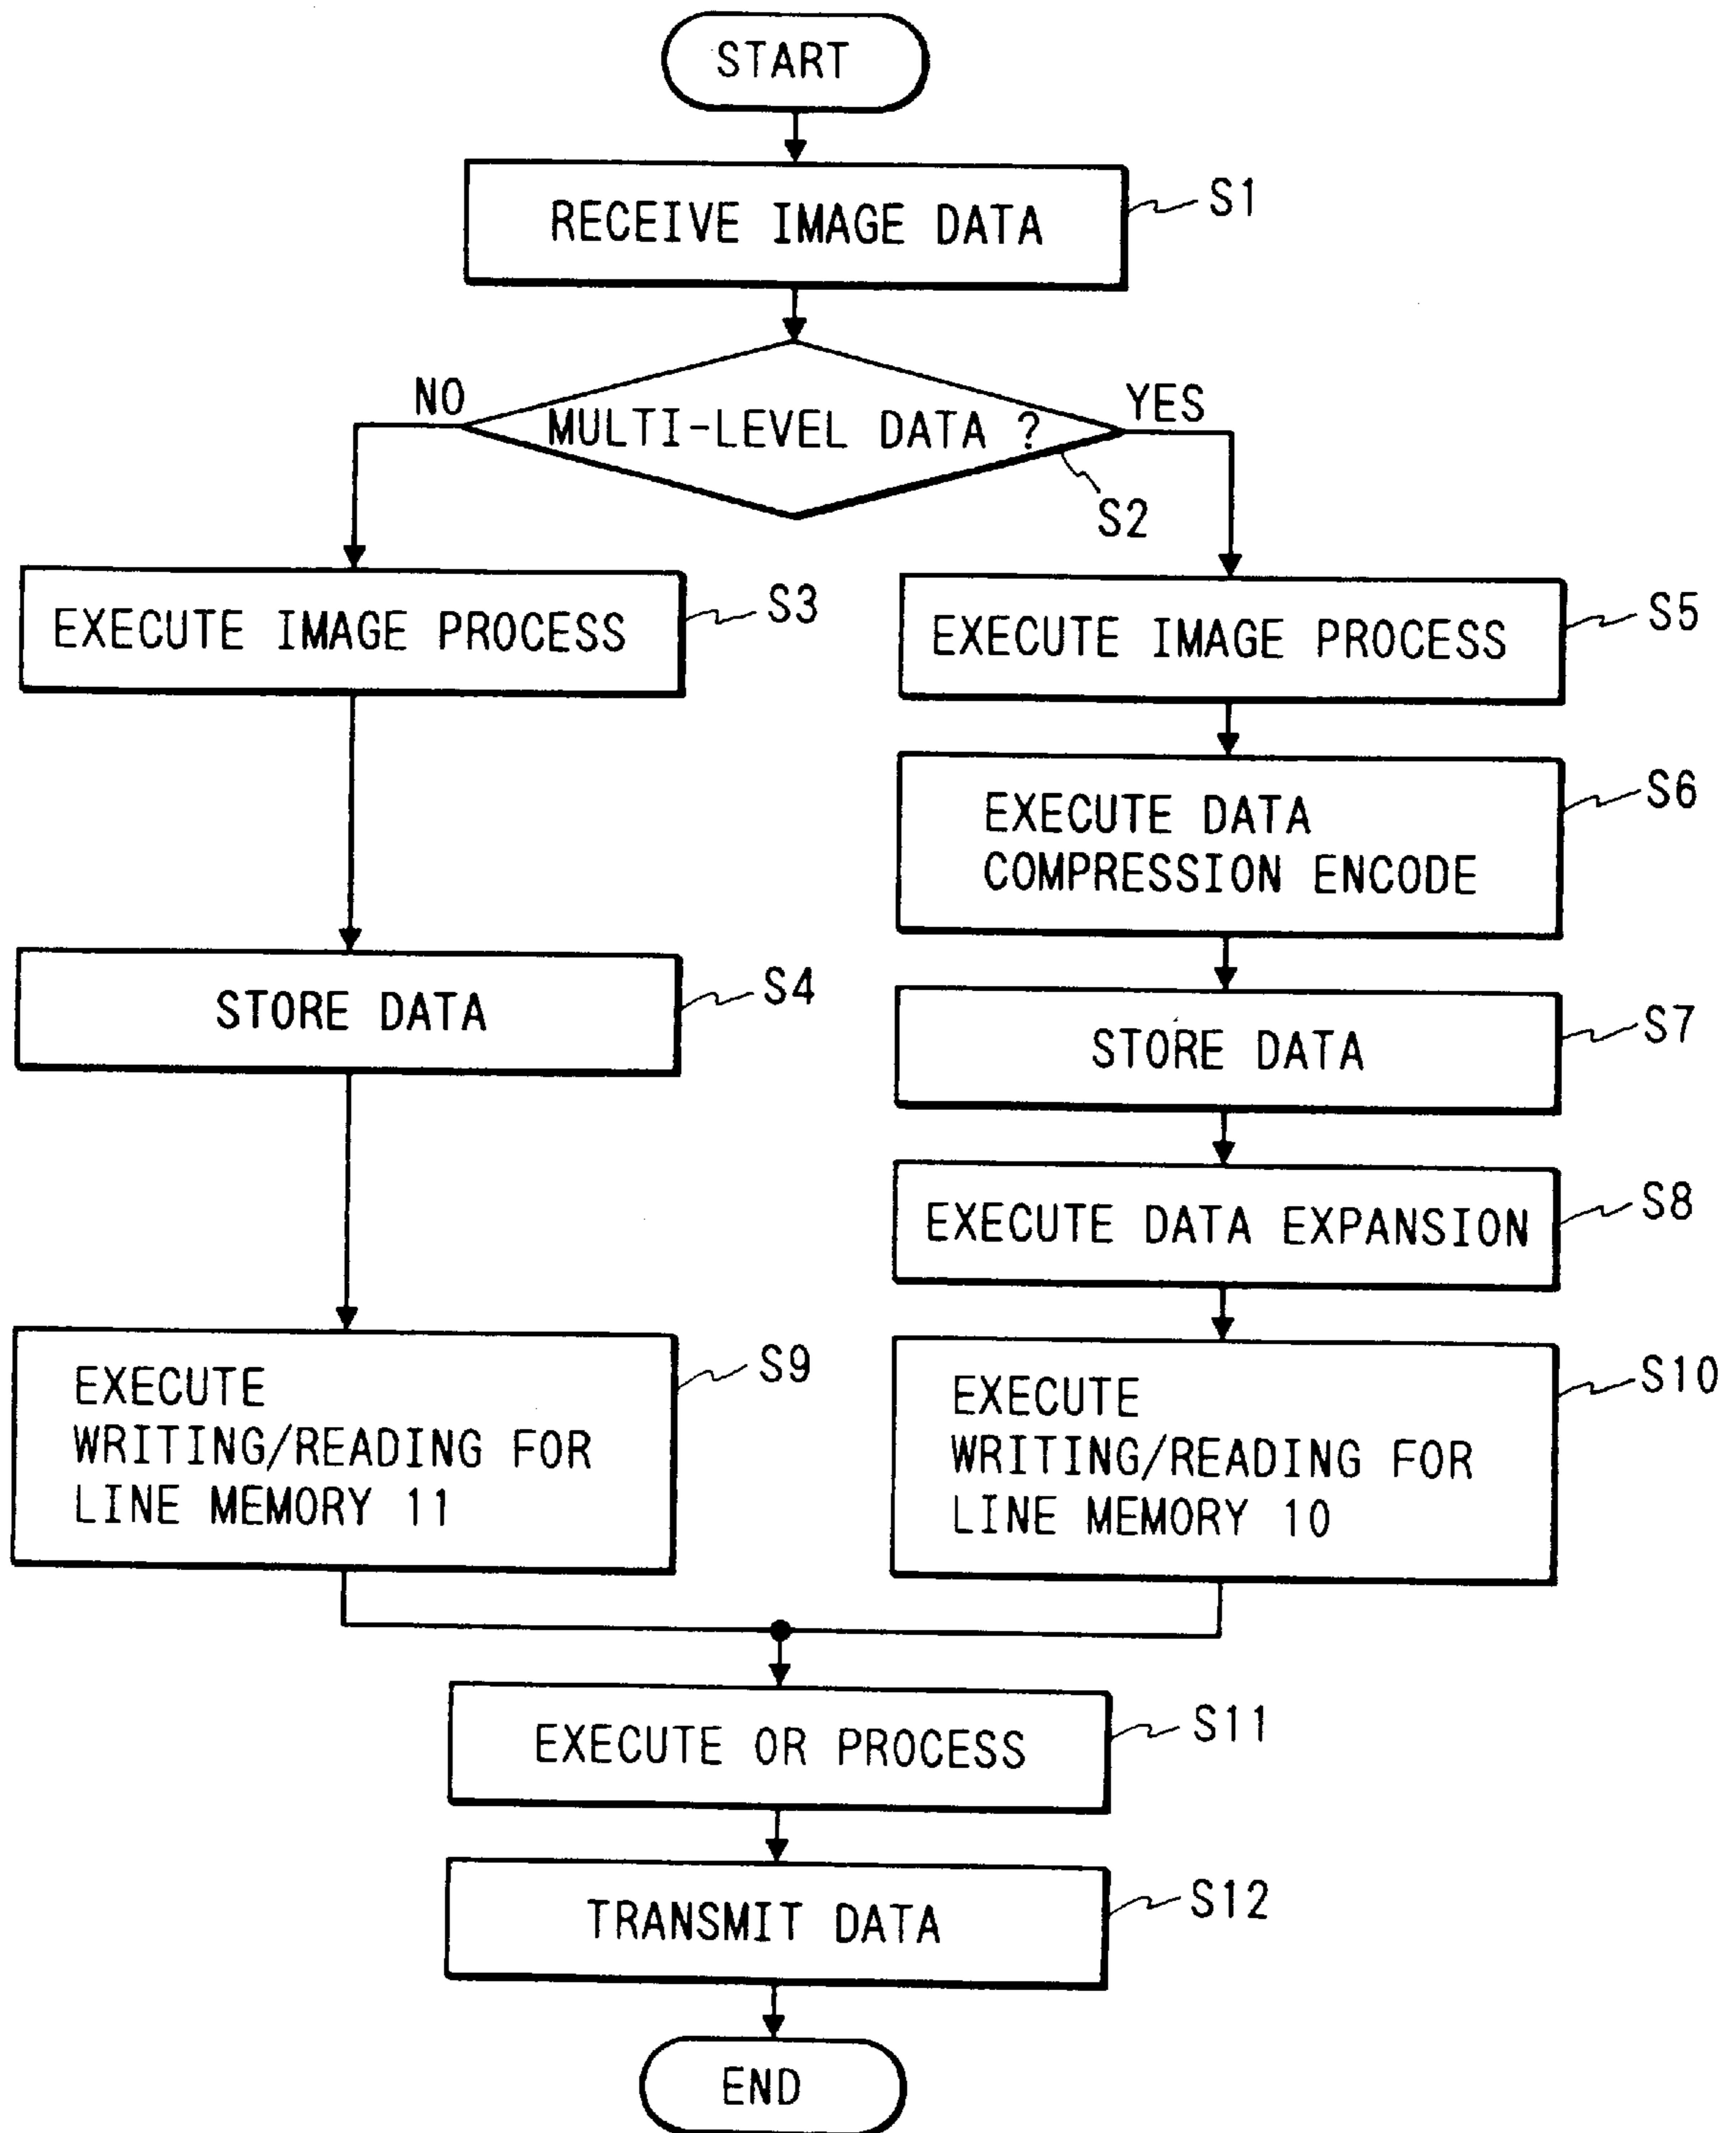 START
RECEIVE IMAGE DATA
S1
NO
MULTI-LEVEL DATA ?
YES
S2
EXECUTE IMAGE PROCESS
S3
EXECUTE IMAGE PROCESS
S5
EXECUTE DATA
COMPRESSION ENCODE
S6
STORE DATA
S4
STORE DATA
S7
EXECUTE DATA EXPANSION
S8
EXECUTE
WRITING/READING FOR
LINE MEMORY 11
S9
EXECUTE
WRITING/READING FOR
LINE MEMORY 10
S10
EXECUTE OR PROCESS
S11
TRANSMIT DATA
S12
END